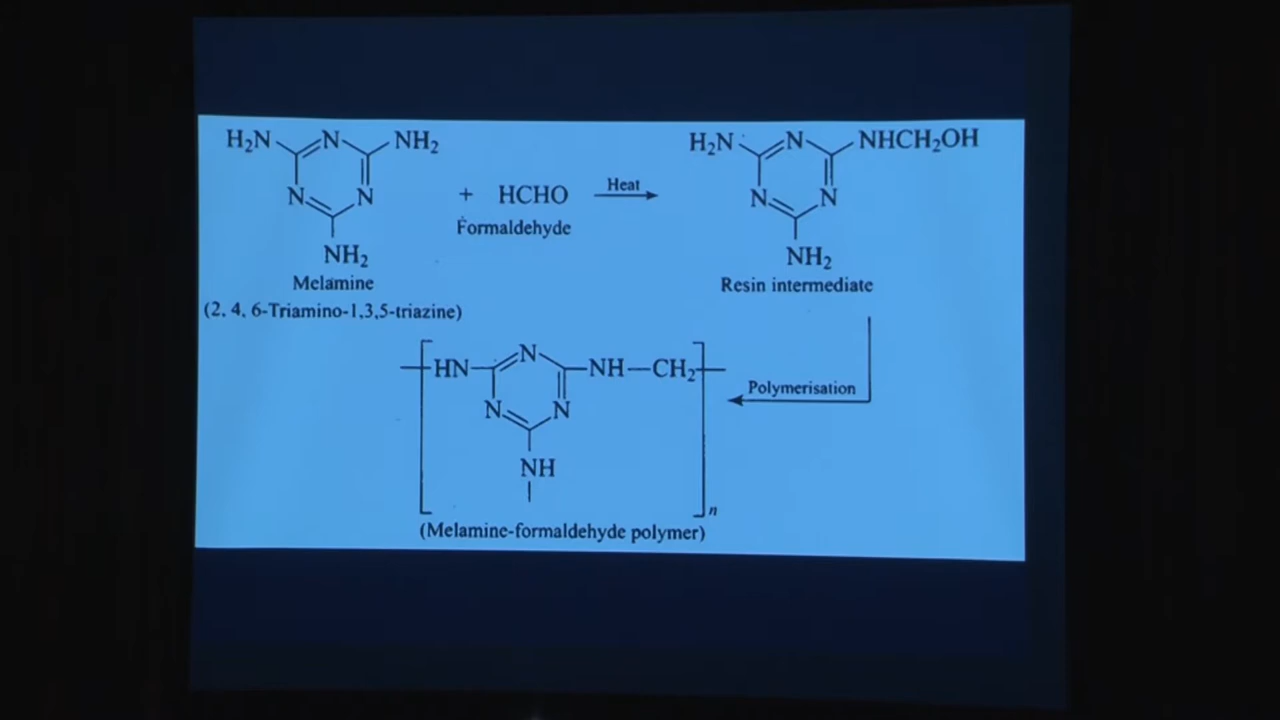 H₂N N NH₂
N N
NH₂
Melamine
(2, 4, 6-Triamino-1,3,5-triazine)
+ HCHO
Formaldehyde
Heat
H₂N N NHCH₂OH
N N
NH₂
Resin intermediate
Polymerisation
HN N NH—CH₂
N N
NH
n
(Melamine-formaldehyde polymer)